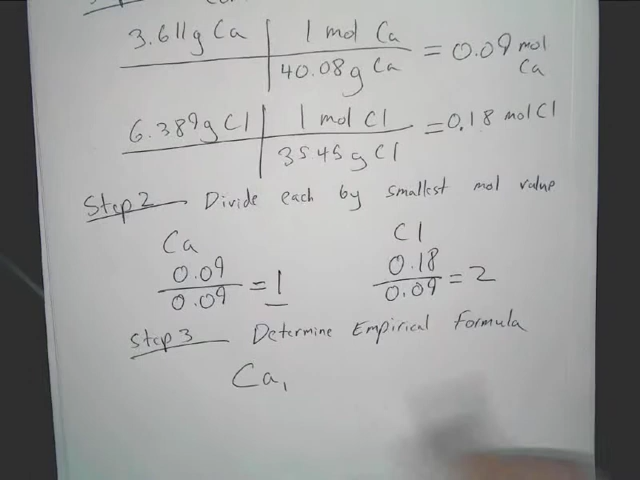 3.611g Ca | 1 mol Ca = 0.09 mol Ca
40.08g Ca
6.389g Cl | 1 mol Cl = 0.18 mol Cl
35.45 g Cl
Step 2 Divide each by smallest mol value
Ca Cl
0.09 = 1 0.18 = 2
0.09 0.09
Step 3 Determine Empirical Formula
Ca₁